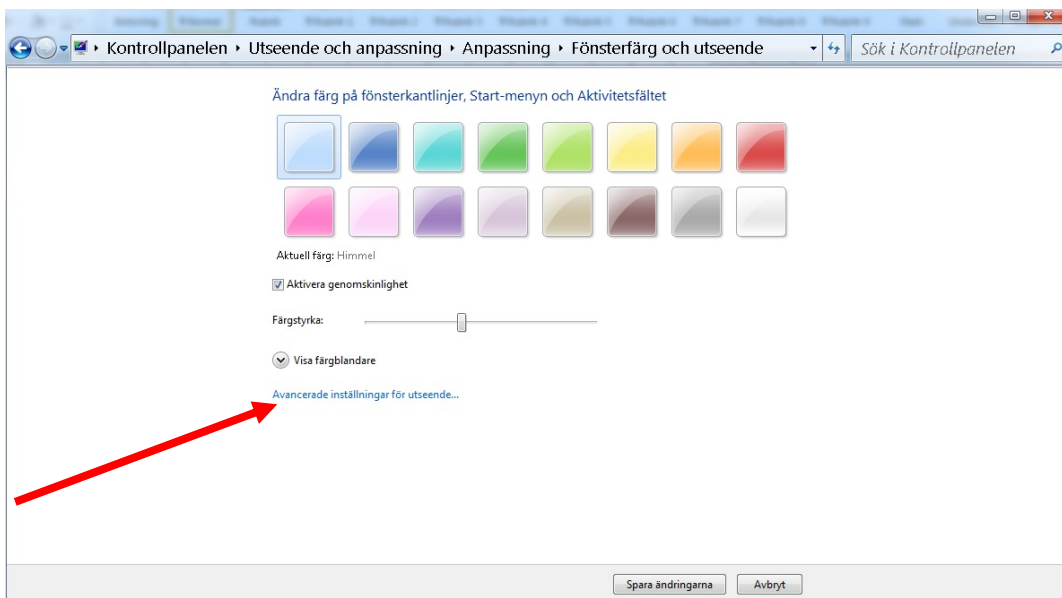 Kontrollpanelen ▸ Utseende och anpassning ▸ Anpassning ▸ Fönsterfärg och utseende
Sök i Kontrollpanelen
Ändra färg på fönsterkantlinjer, Start-menyn och Aktivitetsfältet
Aktuell färg: Himmel
Aktivera genomskinlighet
Färgstyrka:
Visa färgblandare
Avancerade inställningar för utseende...
Spara ändringarna Avbryt